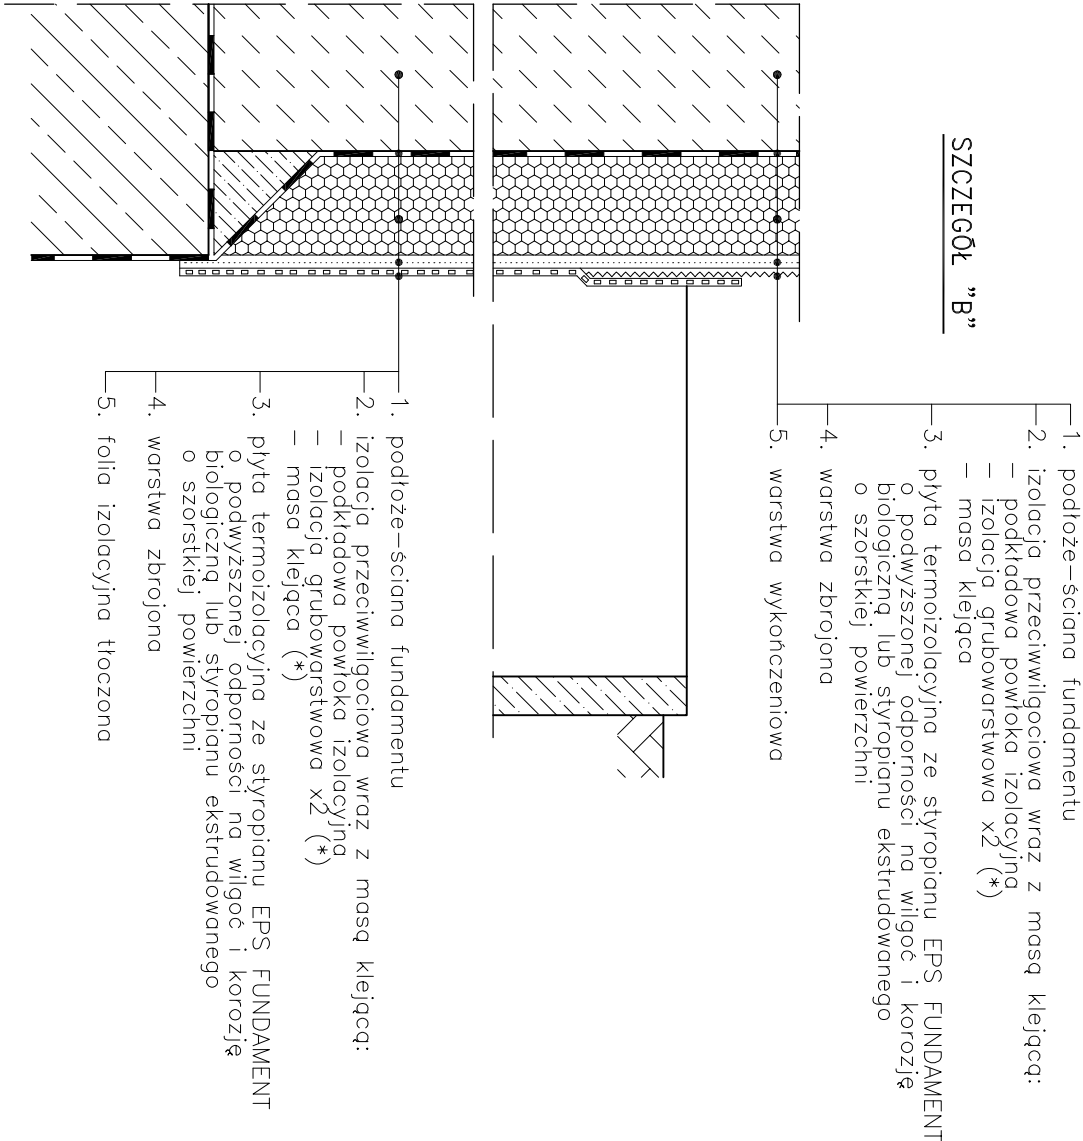 SZCZEGÓŁ "B"
1. podłoże-ściana fundamentu
2. izolacja przeciwwilgociowa wraz z masą klejącą:
- podkładowa powłoka izolacyjna
- izolacja grubowarstwowa x2 (*)
- masa klejąca
3. płyta termoizolacyjna ze styropianu EPS FUNDAMENT
o podwyższonej odporności na wilgoć i korozję
biologiczną lub styropianu ekstrudowanego
o szorstkiej powierzchni
4. warstwa zbrojona
5. warstwa wykończeniowa
1. podłoże-ściana fundamentu
2. izolacja przeciwwilgociowa wraz z masą klejącą:
- podkładowa powłoka izolacyjna
- izolacja grubowarstwowa x2 (*)
- masa klejąca (*)
3. płyta termoizolacyjna ze styropianu EPS FUNDAMENT
o podwyższonej odporności na wilgoć i korozję
biologiczną lub styropianu ekstrudowanego
o szorstkiej powierzchni
4. warstwa zbrojona
5. folia izolacyjna tłoczona